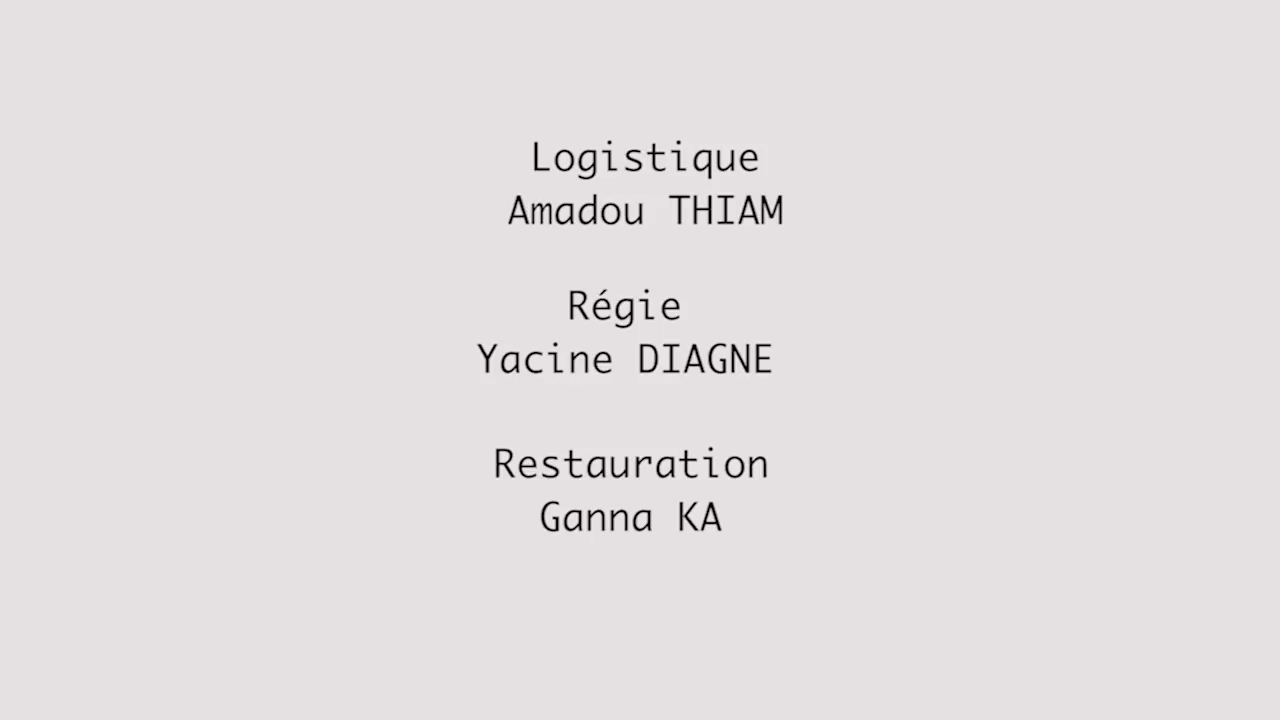 Logistique
Amadou THIAM
Régie
Yacine DIAGNE
Restauration
Ganna KA